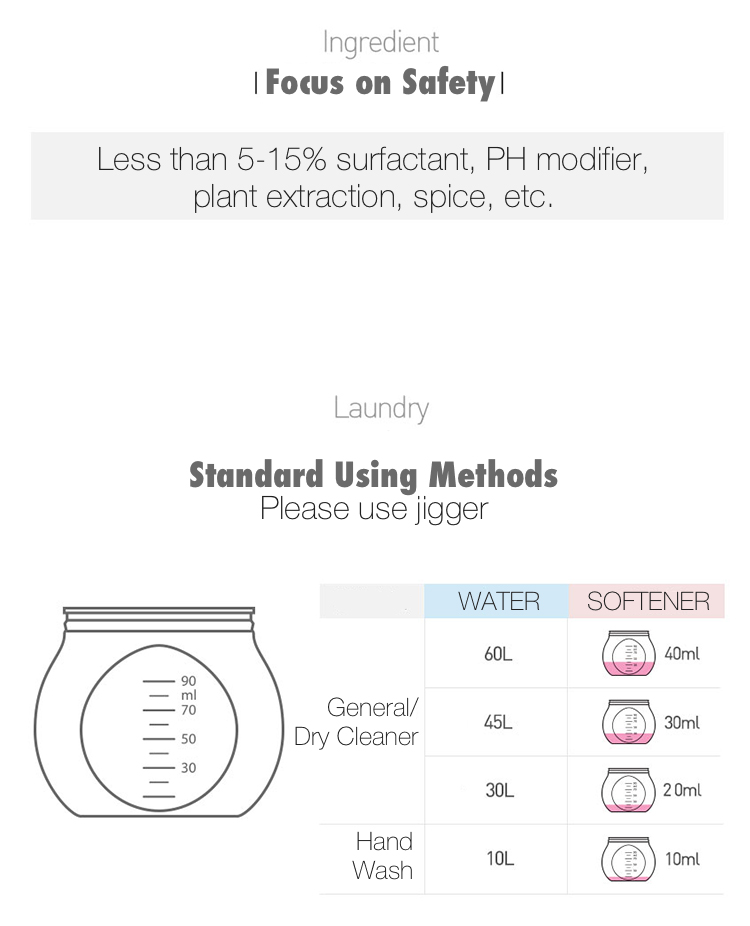 Ingredient
| Focus on Safety |
Less than 5-15% surfactant, PH modifier,
plant extraction, spice, etc.
Laundry
Standard Using Methods
Please use jigger
WATER SOFTENER
90
ml
70
50
30
General/
Dry Cleaner
60L 40ml
45L 30ml
30L 20ml
Hand
Wash
10L 10ml